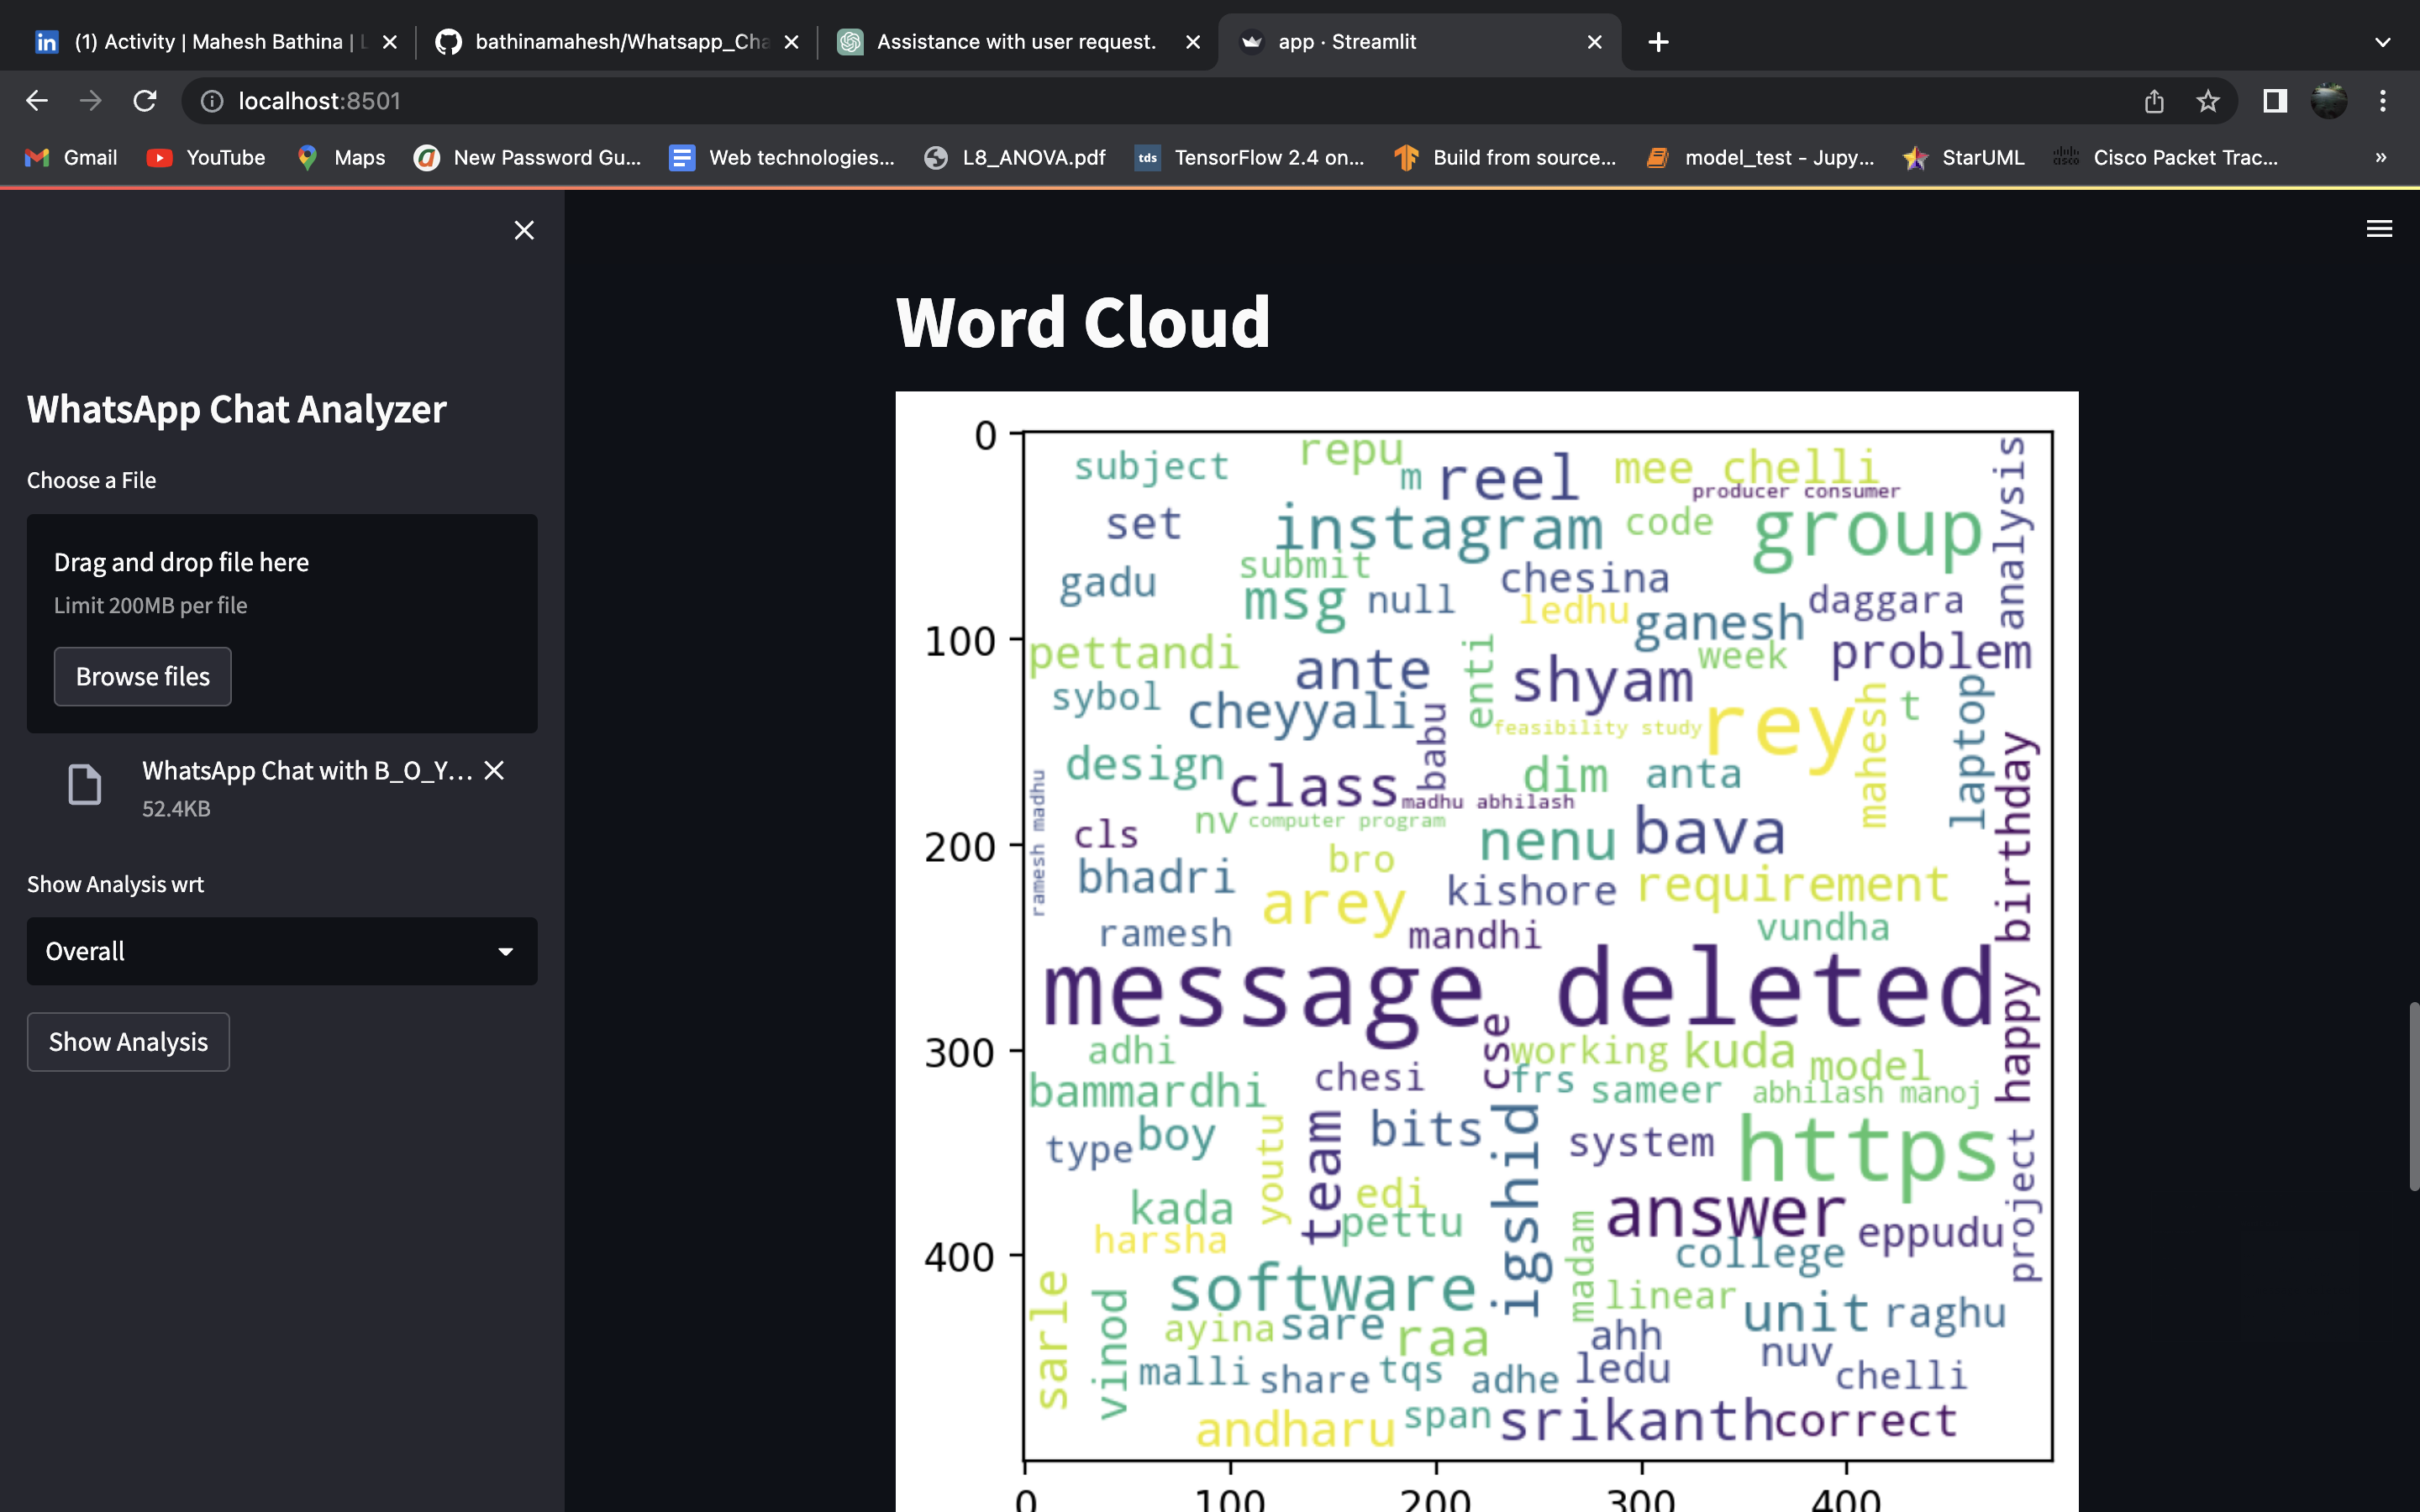 (1) Activity | Mahesh Bathina | L
bathinamahesh/Whatsapp_Cha
Assistance with user request.
app · Streamlit
localhost:8501
Gmail
YouTube
Maps
New Password Gu...
Web technologies...
L8_ANOVA.pdf
tds
TensorFlow 2.4 on...
Build from source...
model_test - Jupy...
StarUML
cisco
Cisco Packet Trac...
»
WhatsApp Chat Analyzer
Choose a File
Drag and drop file here
Limit 200MB per file
Browse files
WhatsApp Chat with B_O_Y...
52.4KB
Show Analysis wrt
Overall
Show Analysis
Word Cloud
0
100
200
300
400
subject
repu
m
reel
mee chelli
producer consumer
analysis
set
instagram
code
group
submit
gadu
msg
null
chesina
ledhu
ganesh
daggara
pettandi
ante
enti
shyam
week
problem
sybol
cheyyali
babu
feasibility study
rey
mahesh
t
laptop
design
class
madhu abhilash
dim
anta
ramesh madhu
cls
nv
computer program
nenu
bava
happy birthday
bhadri
bro
arey
kishore
requirement
ramesh
mandhi
vundha
message deleted
cse
adhi
working
kuda
model
bammardhi
chesi
frs
sameer
abhilash manoj
type
boy
youtu
team
bits
igshid
system
https
project
kada
edi
pettu
answer
eppudu
harsha
madam
college
sarle
vinod
software
linear
unit
raghu
ayina
sare
raa
ahh
nuv
malli
share
tqs
adhe
ledu
chelli
andharu
span
srikanth
correct
0
100
200
300
400